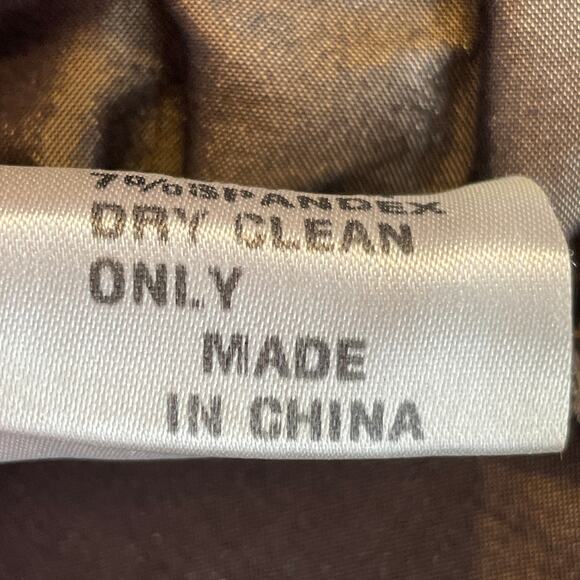 7%SPANDEX
DRY CLEAN
ONLY
MADE
IN CHINA